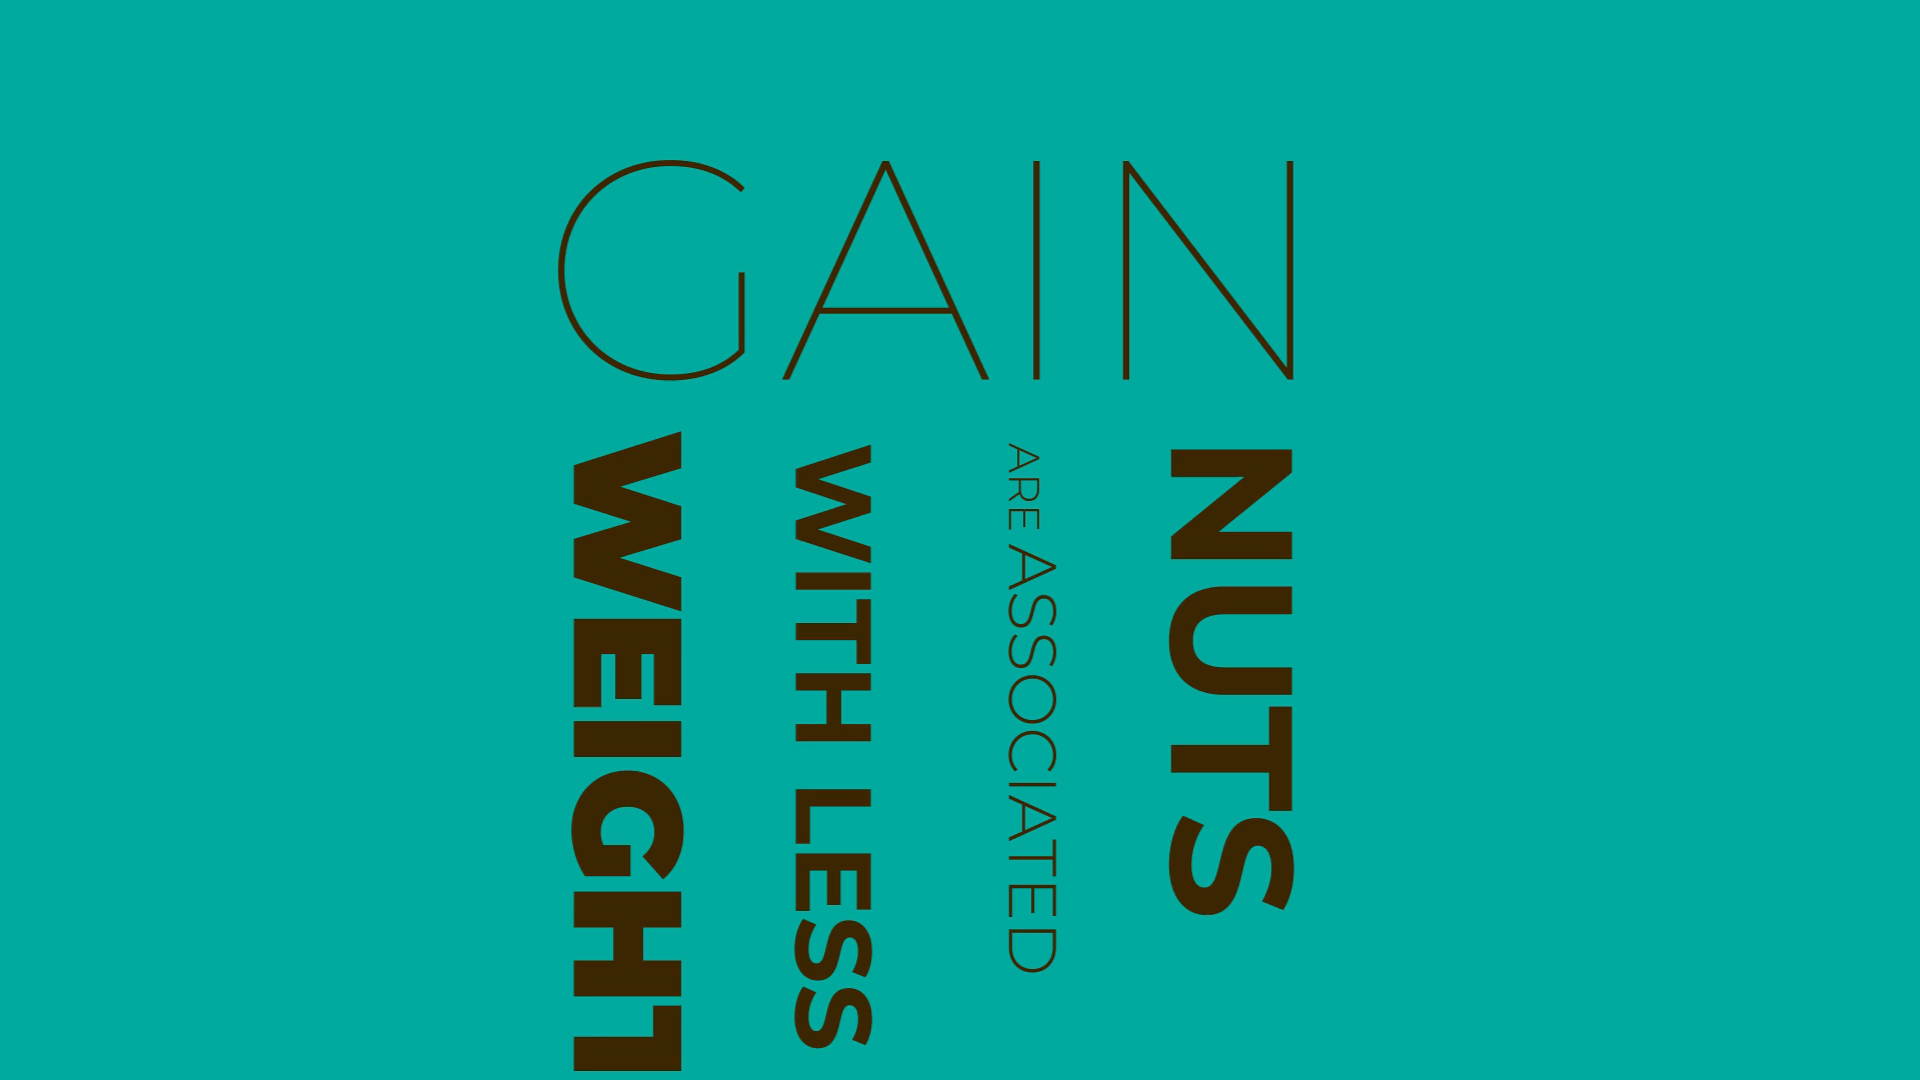 NUTS
ARE ASSOCIATED
WITH LESS
WEIGHT
GAIN